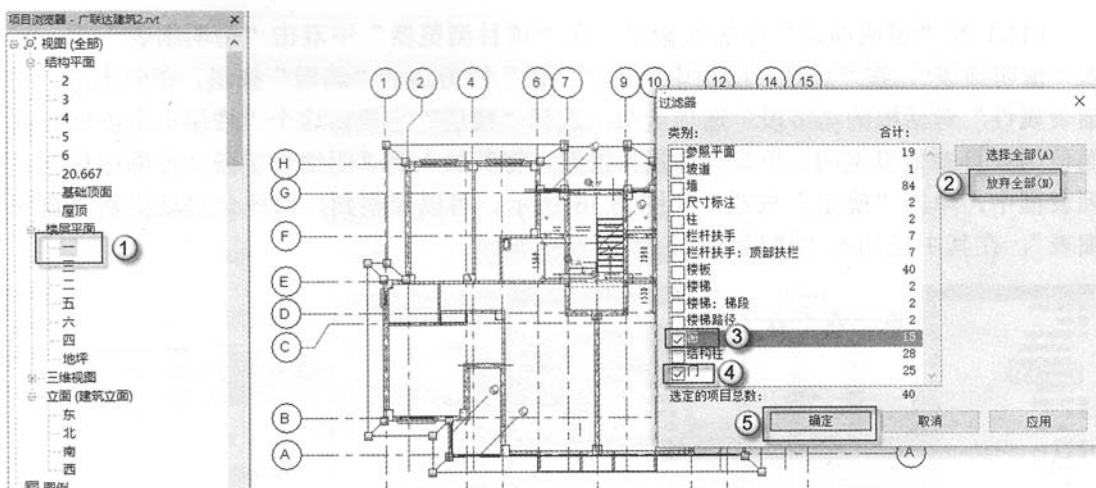 项目浏览器 - 广联达建筑2.rvt ×
视图 (全部)
结构平面
2
3
4
5
6
20.667
基础顶面
屋顶
楼层平面
①
三
二
五
六
四
地坪
三维视图
立面 (建筑立面)
东
北
南
西
图例
1 2 4 6 7 9 10 12 14 15
H
G
F
E
D
C
B
A
A
过滤器 ×
类别: 合计:
参照平面 19
坡道 1
墙 84
尺寸标注 2
柱 2
栏杆扶手 7
栏杆扶手: 顶部扶栏 7
楼板 40
楼梯 2
楼梯: 梯段 2
楼梯路径 2
③ 15
结构柱 28
门 ④ 25
选择全部(A)
② 放弃全部(N)
选定的项目总数: 40
⑤ 确定 取消 应用